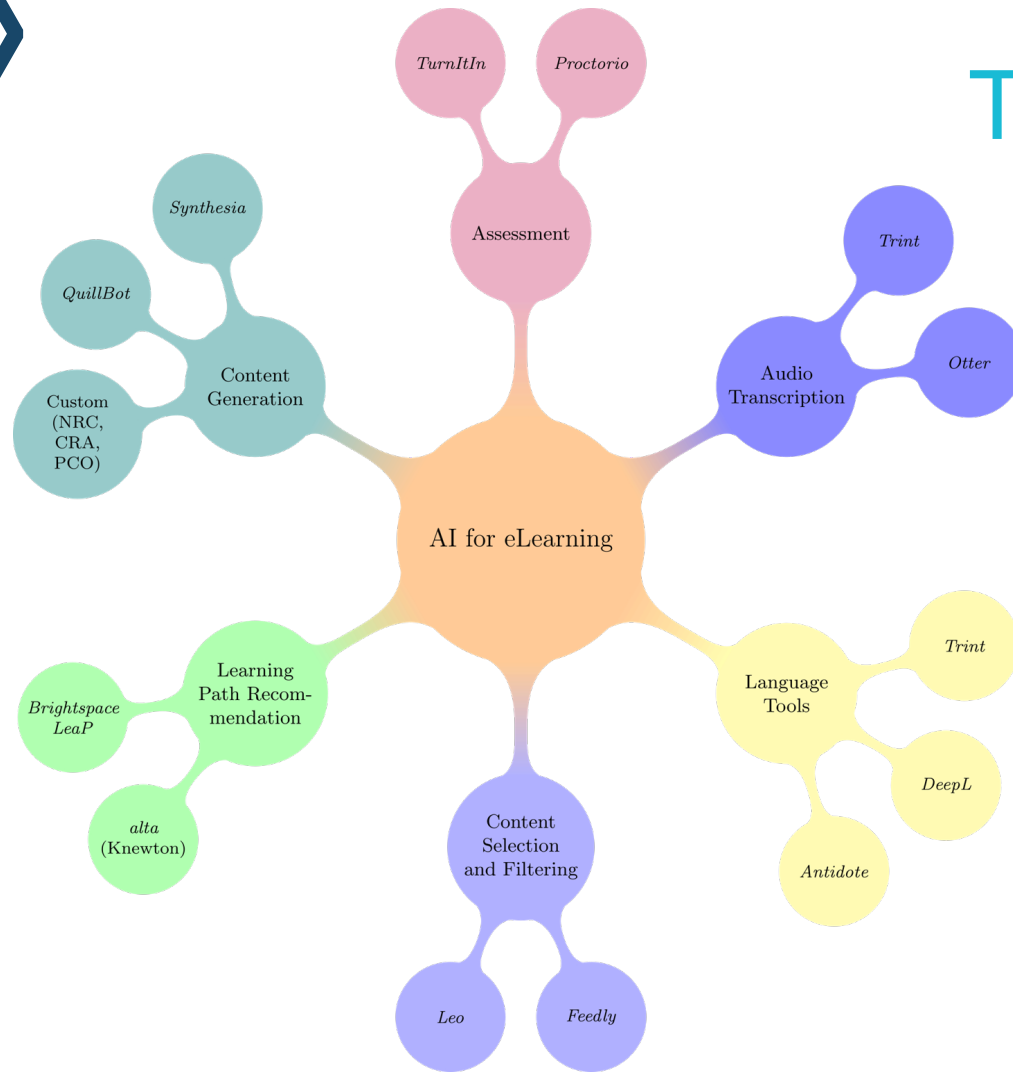 TurnItIn
Proctorio
T
Assessment
Synthesia
QuillBot
Custom
(NRC,
CRA,
PCO)
Content
Generation
Trint
Otter
Audio
Transcription
AI for eLearning
Learning
Path Recom-
mendation
Brightspace
LeaP
alta
(Knewton)
Language
Tools
Trint
DeepL
Antidote
Content
Selection
and Filtering
Leo
Feedly